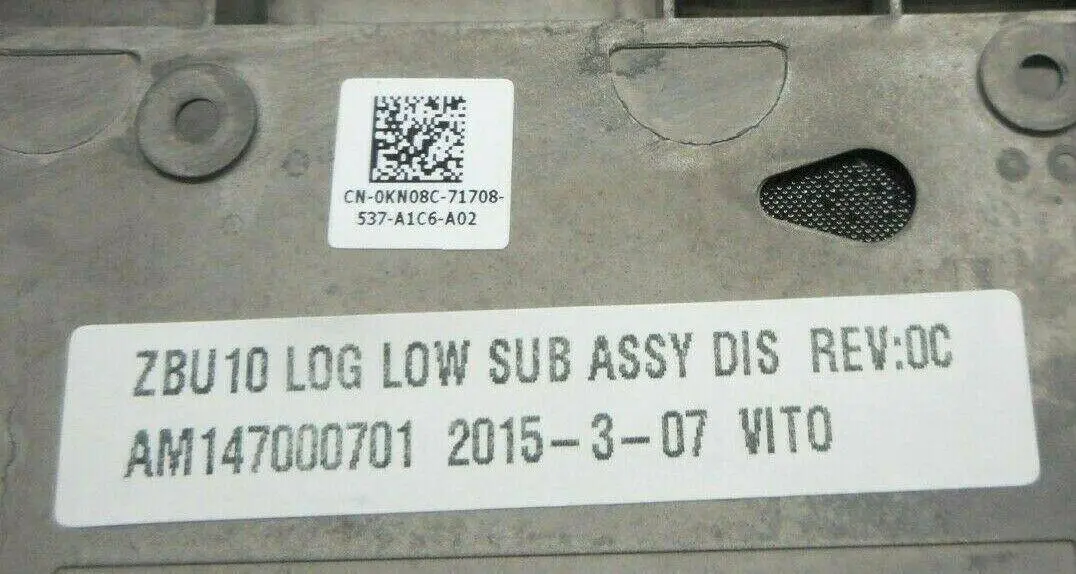 CN-0KN08C-71708-
537-A1C6-A02
ZBU10 LOG LOW SUB ASSY DIS REV:0C
AM147000701 2015-3-07 VITO